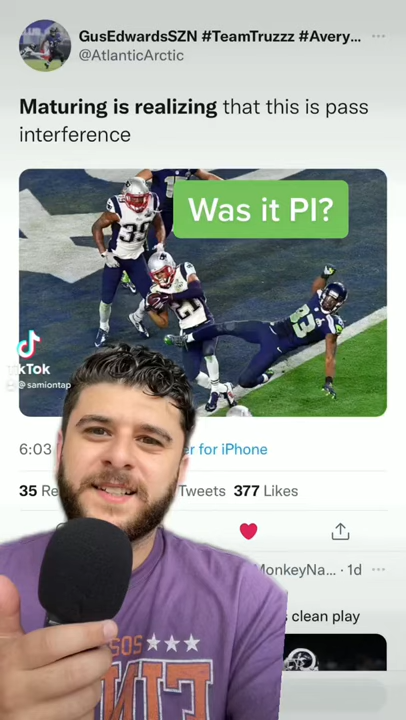 GusEdwardsSZN #TeamTruzzz #Avery...
@AtlanticArctic
Maturing is realizing that this is pass
interference
Was it PI?
39
21
83
TikTok
@samiontap
6:03
er for iPhone
35 Re
Tweets 377 Likes
MonkeyNa... · 1d
s clean play
SOS